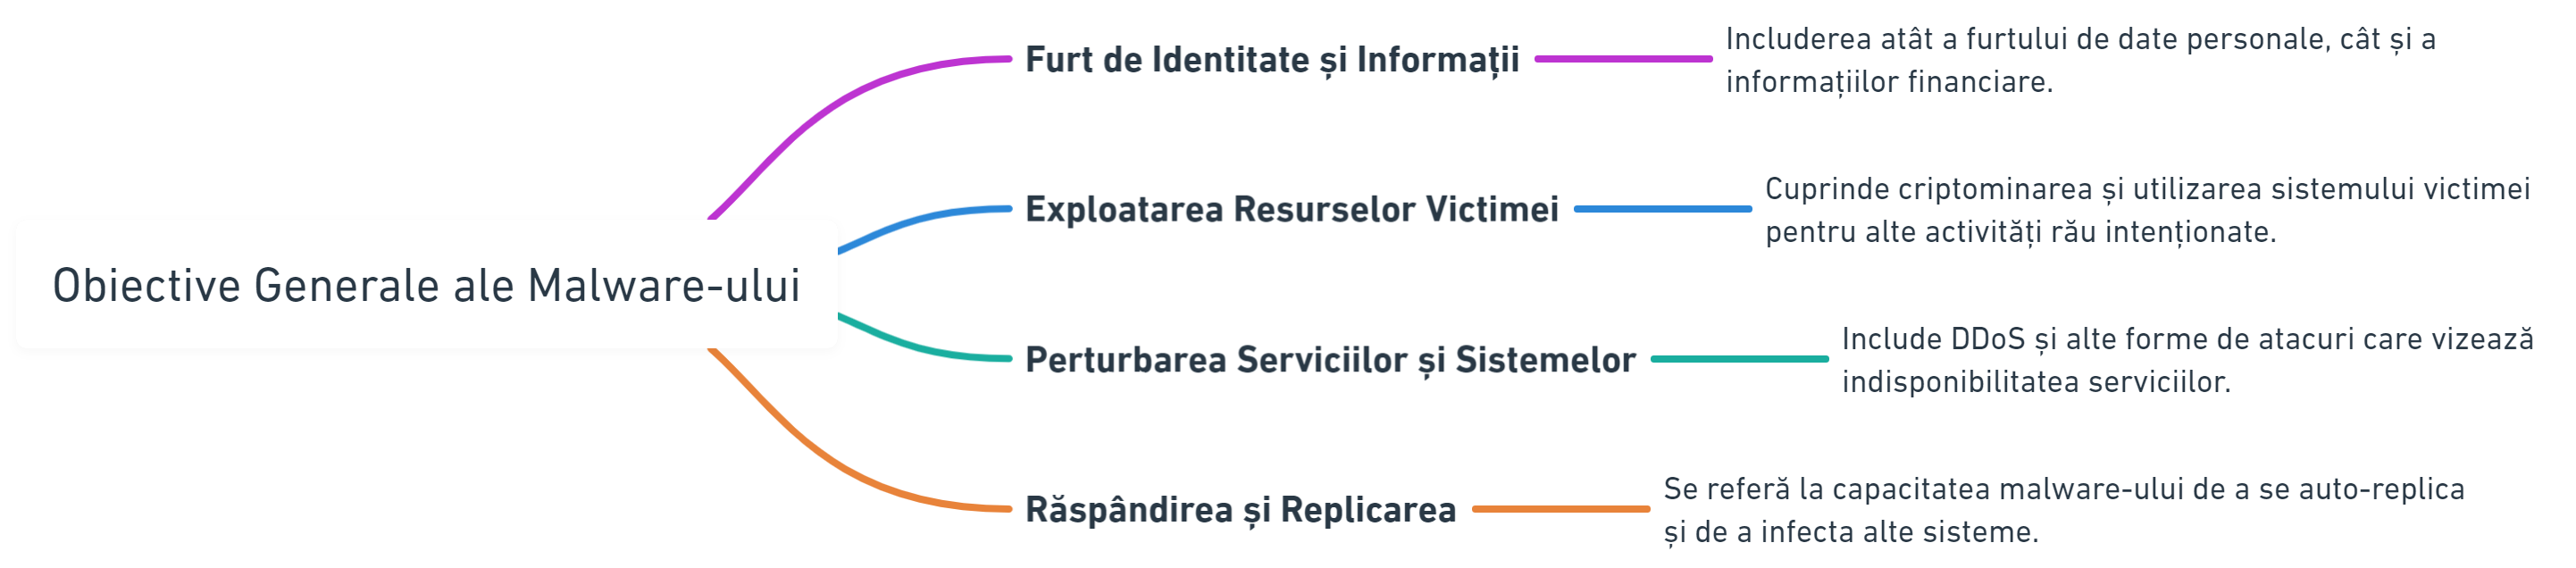 Obiective Generale ale Malware-ului
Furt de Identitate și Informații
Includerea atât a furtului de date personale, cât și a
informațiilor financiare.
Exploatarea Resurselor Victimei
Cuprinde criptominarea și utilizarea sistemului victimei
pentru alte activități rău intenționate.
Perturbarea Serviciilor și Sistemelor
Include DDoS și alte forme de atacuri care vizează
indisponibilitatea serviciilor.
Răspândirea și Replicarea
Se referă la capacitatea malware-ului de a se auto-replica
și de a infecta alte sisteme.